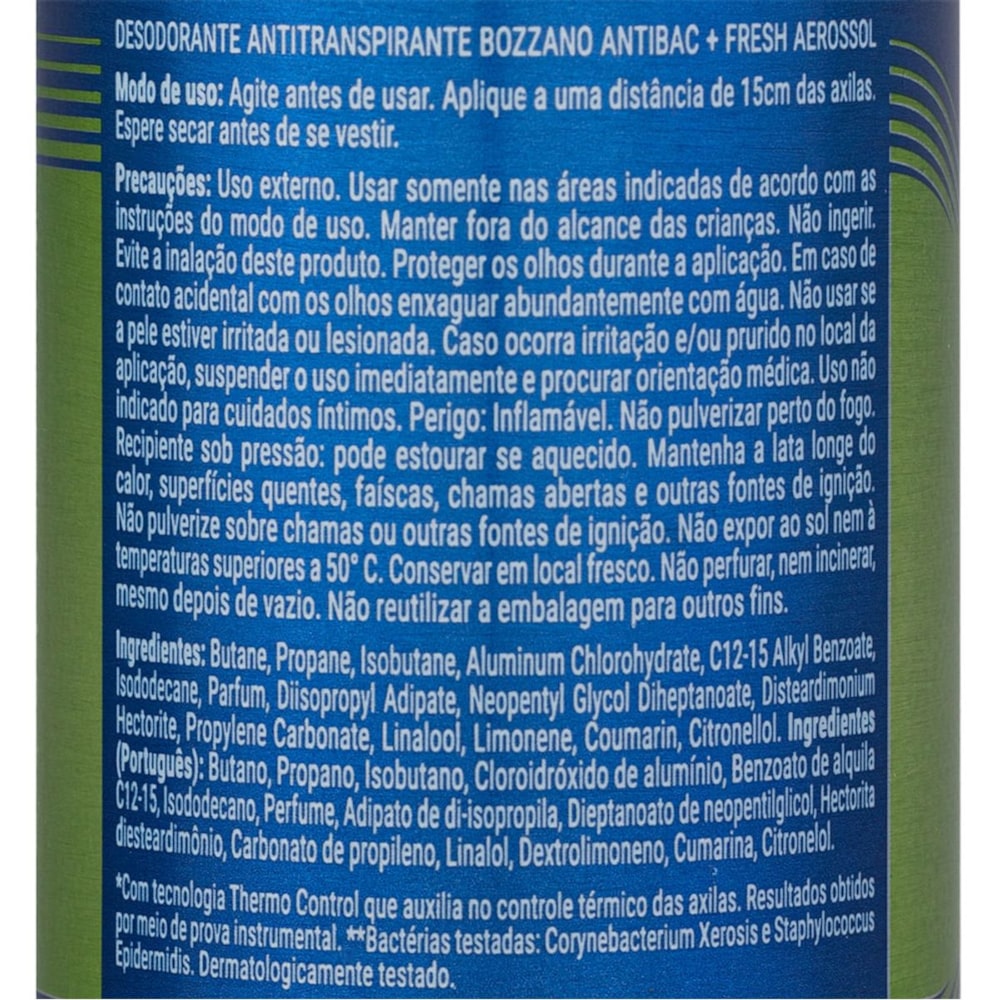 DESODORANTE ANTITRANSPIRANTE BOZZANO ANTIBAC + FRESH AEROSSOL
Modo de uso: Agite antes de usar. Aplique a uma distância de 15cm das axilas.
Espere secar antes de se vestir.
Precauções: Uso externo. Usar somente nas áreas indicadas de acordo com as
instruções do modo de uso. Manter fora do alcance das crianças. Não ingerir.
Evite a inalação deste produto. Proteger os olhos durante a aplicação. Em caso de
contato acidental com os olhos enxaguar abundantemente com água. Não usar se
a pele estiver irritada ou lesionada. Caso ocorra irritação e/ou prurido no local da
aplicação, suspender o uso imediatamente e procurar orientação médica. Uso não
indicado para cuidados íntimos. Perigo: Inflamável. Não pulverizar perto do fogo.
Recipiente sob pressão: pode estourar se aquecido. Mantenha a lata longe do
calor, superfícies quentes, faíscas, chamas abertas e outras fontes de ignição.
Não pulverize sobre chamas ou outras fontes de ignição. Não expor ao sol nem à
temperaturas superiores a 50° C. Conservar em local fresco. Não perfurar, nem incinerar,
mesmo depois de vazio. Não reutilizar a embalagem para outros fins.
Ingredientes: Butane, Propane, Isobutane, Aluminum Chlorohydrate, C12-15 Alkyl Benzoate,
Isododecane, Parfum, Diisopropyl Adipate, Neopentyl Glycol Diheptanoate, Disteardimonium
Hectorite, Propylene Carbonate, Linalool, Limonene, Coumarin, Citronellol. Ingredientes
(Português): Butano, Propano, Isobutano, Cloroidróxido de alumínio, Benzoato de alquila
C12-15, Isododecano, Perfume, Adipato de di-isopropila, Dieptanoato de neopentilglicol, Hectorita
diesteardimônio, Carbonato de propileno, Linalol, Dextrolimoneno, Cumarina, Citronelol.
*Com tecnologia Thermo Control que auxilia no controle térmico das axilas. Resultados obtidos
por meio de prova instrumental. **Bactérias testadas: Corynebacterium Xerosis e Staphylococcus
Epidermidis. Dermatologicamente testado.